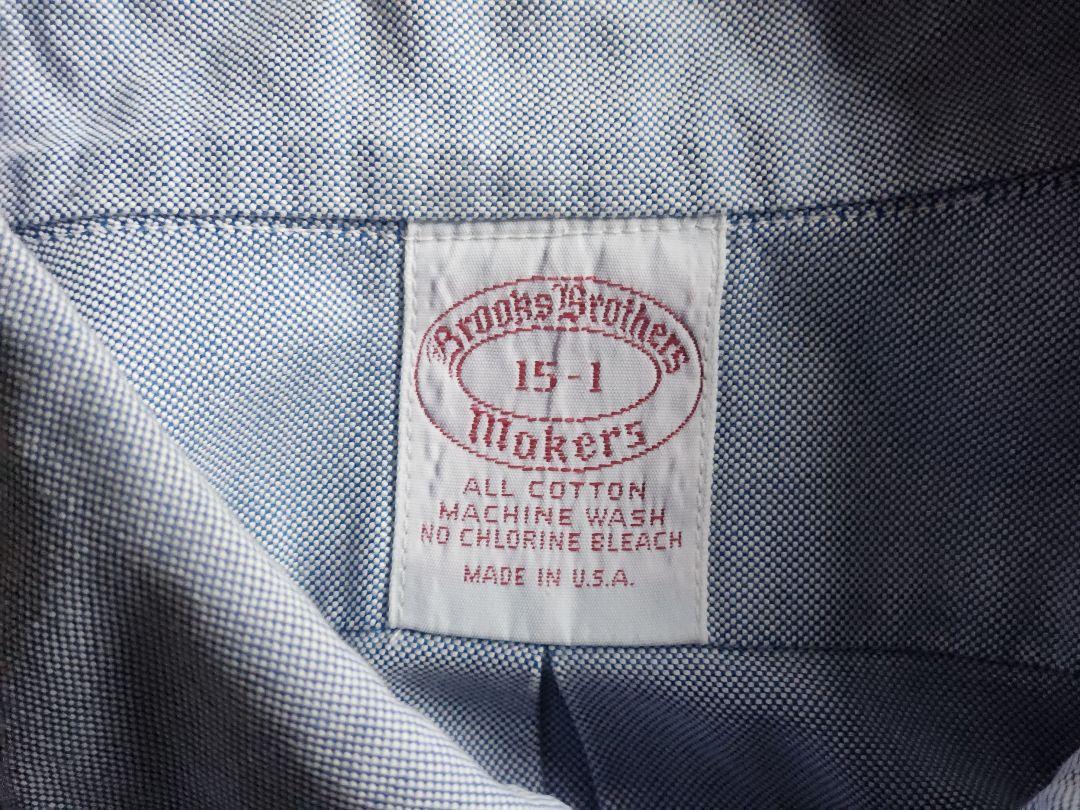 Brooks Brothers
15-1
Makers
ALL COTTON
MACHINE WASH
NO CHLORINE BLEACH
MADE IN U.S.A.